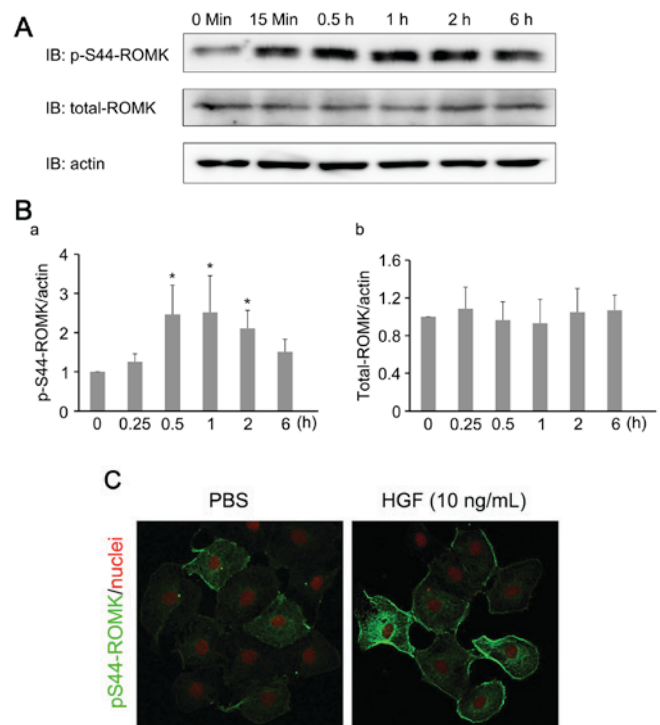 A
0 Min 15 Min 0.5 h 1 h 2 h 6 h
IB: p-S44-ROMK
IB: total-ROMK
IB: actin
B
a
p-S44-ROMK/actin
4
3
2
1
0
* * *
0 0.25 0.5 1 2 6 (h)
b
Total-ROMK/actin
1.6
1.2
0.8
0.4
0
0 0.25 0.5 1 2 6 (h)
C
PBS HGF (10 ng/mL)
pS44-ROMK/nuclei